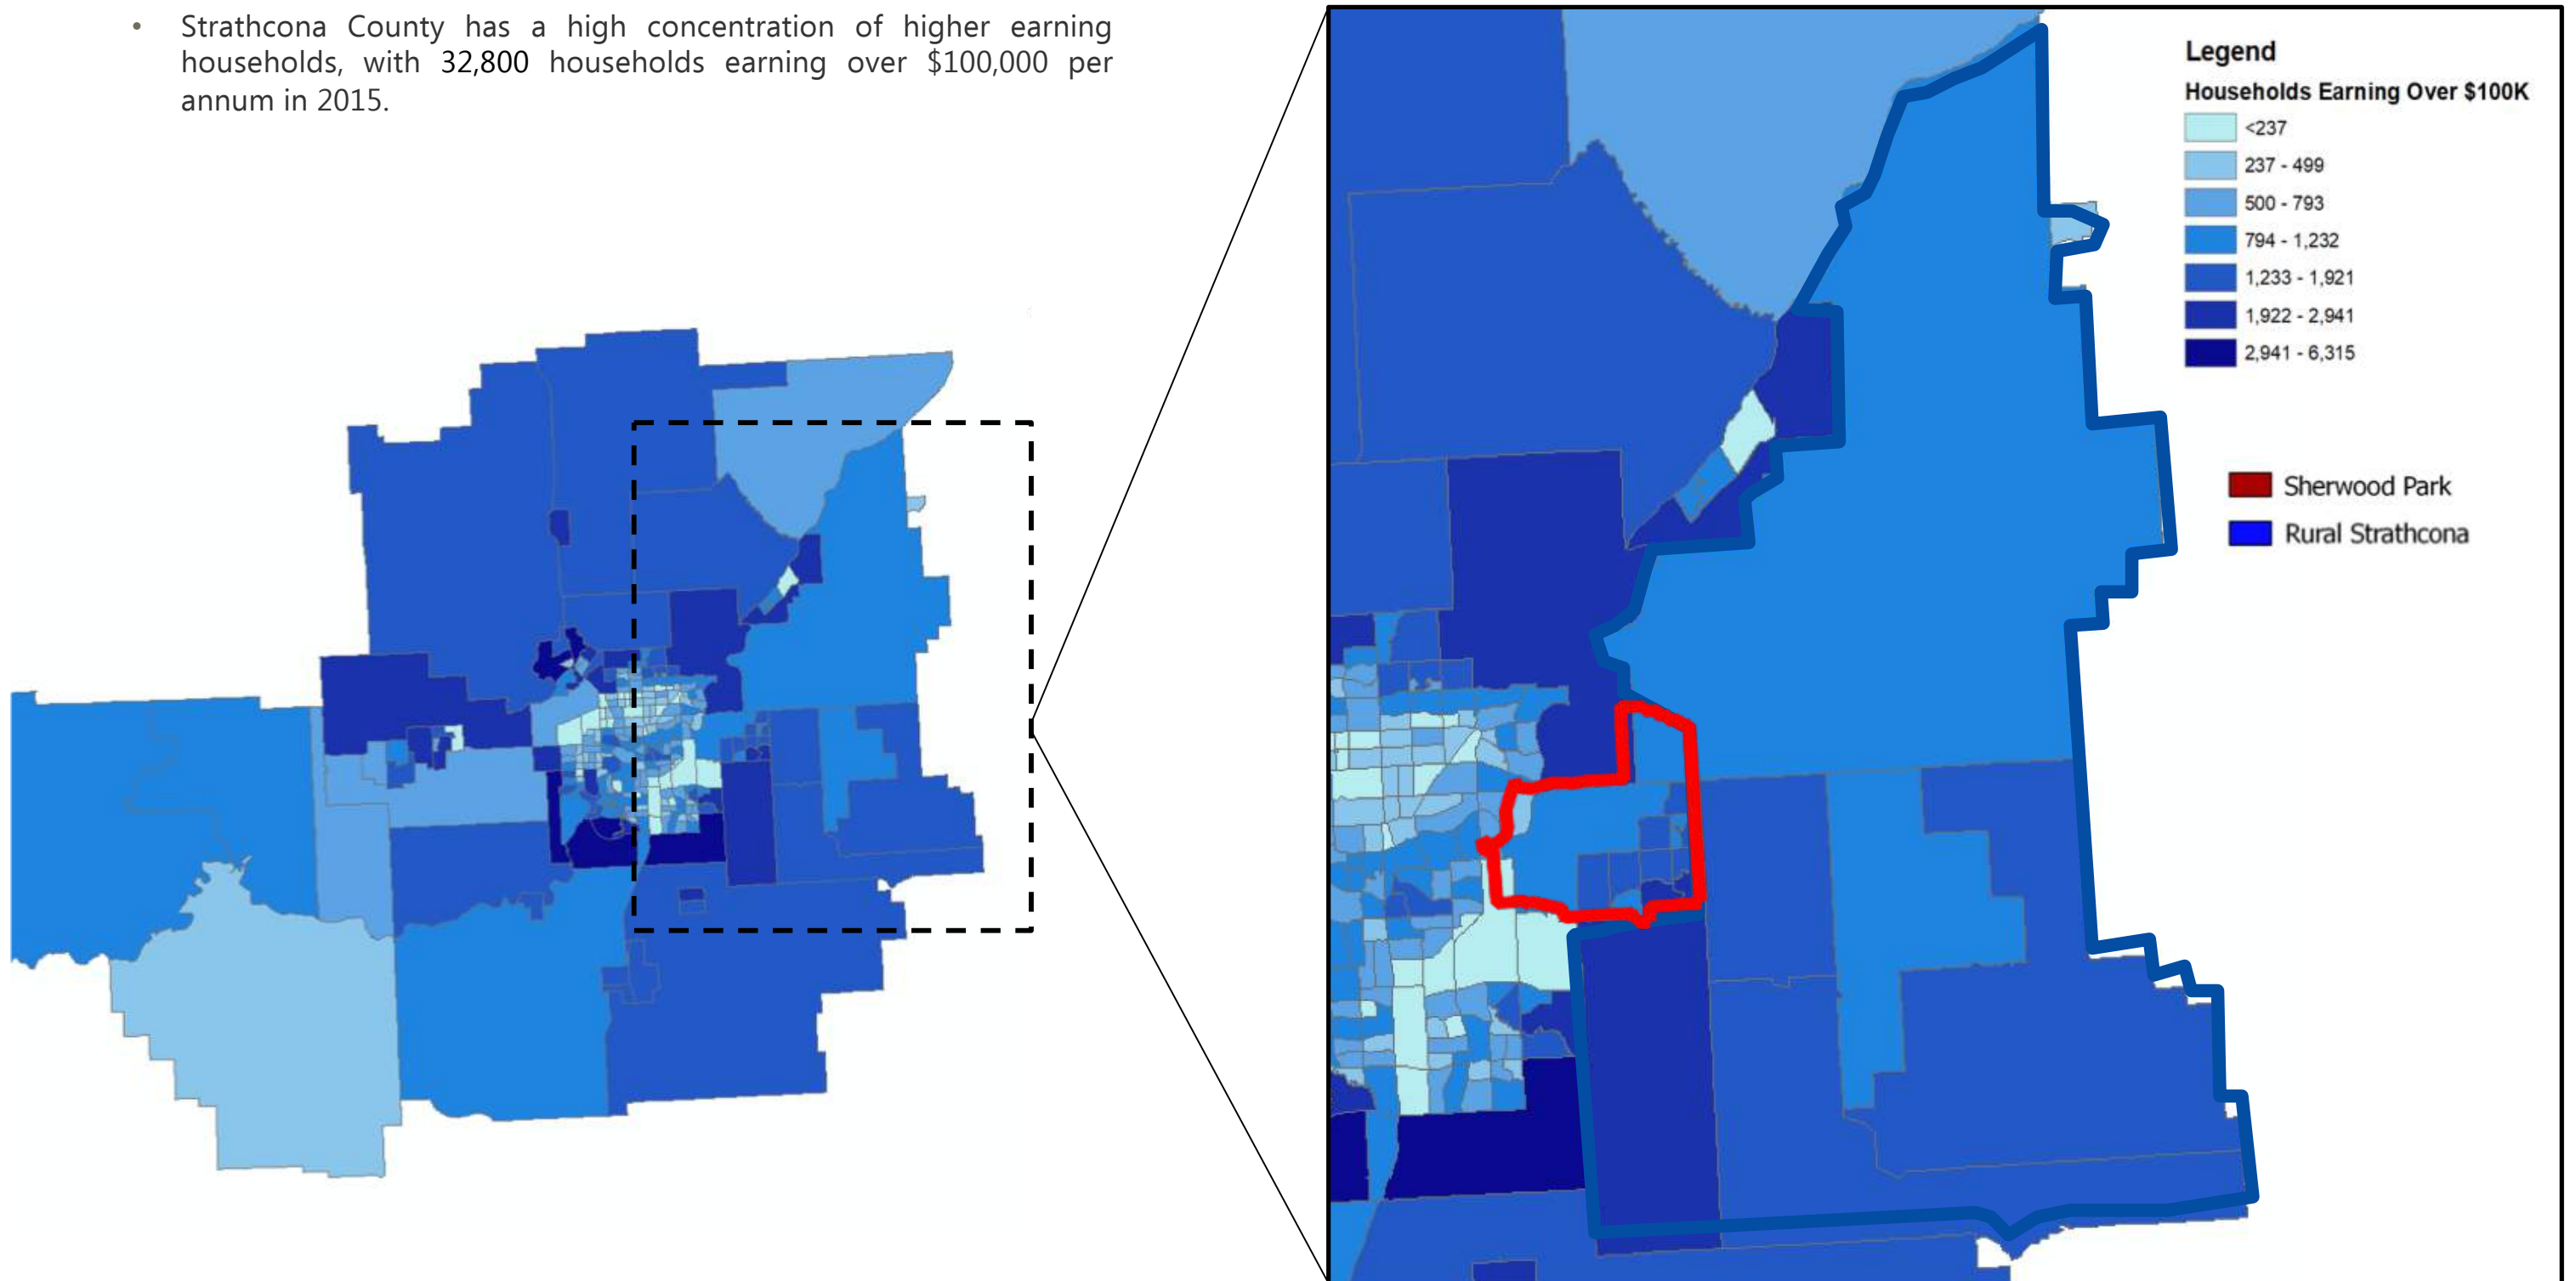 • Strathcona County has a high concentration of higher earning
households, with 32,800 households earning over $100,000 per
annum in 2015.
Legend
Households Earning Over $100K
<237
237 - 499
500 - 793
794 - 1,232
1,233 - 1,921
1,922 - 2,941
2,941 - 6,315
Sherwood Park
Rural Strathcona